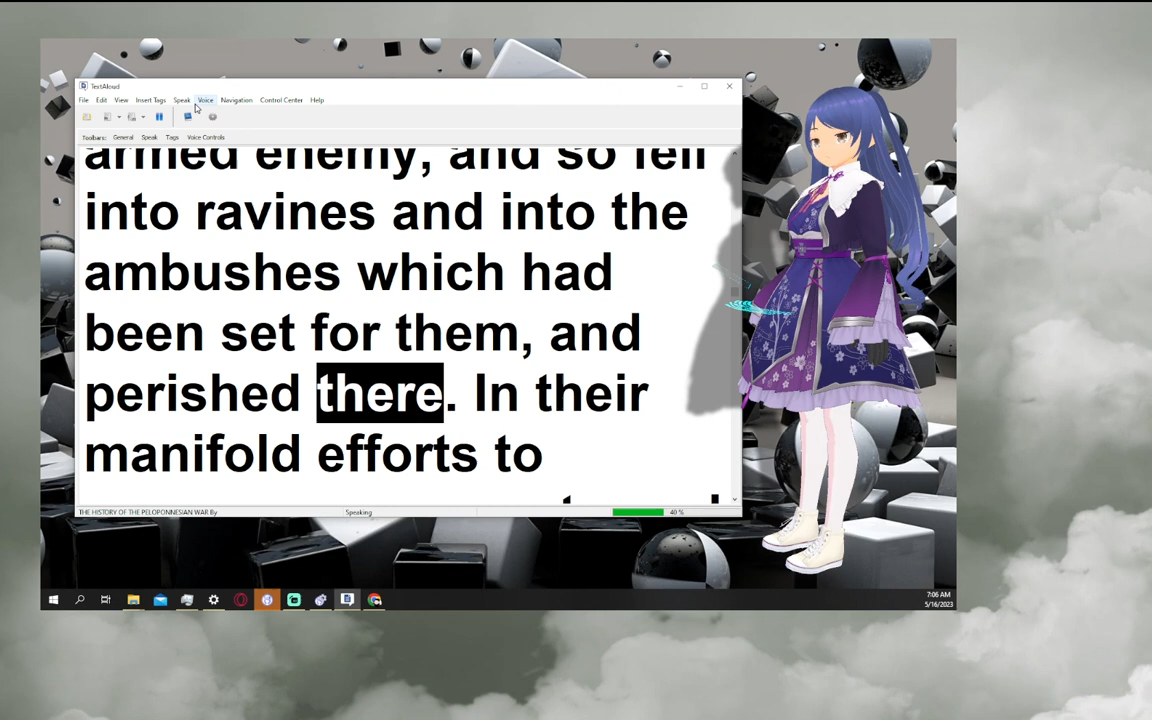 TextAloud
File Edit View Insert Tags Speak Voice Navigation Control Center Help
Toolbars: General Speak Tags Voice Controls
armed enemy, and so fell
into ravines and into the
ambushes which had
been set for them, and
perished there. In their
manifold efforts to
THE HISTORY OF THE PELOPONNESIAN WAR By Speaking 40 %
7:06 AM
5/16/2023